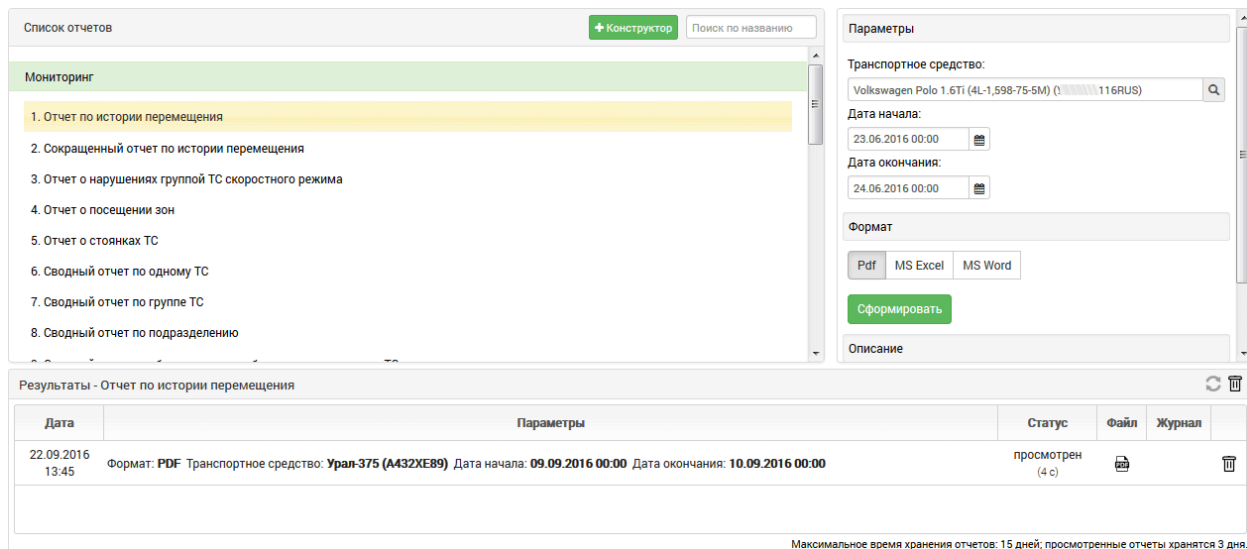 Список отчетов
Конструктор
Поиск по названию
Мониторинг
1. Отчет по истории перемещения
2. Сокращенный отчет по истории перемещения
3. Отчет о нарушениях группой ТС скоростного режима
4. Отчет о посещении зон
5. Отчет о стоянках ТС
6. Сводный отчет по одному ТС
7. Сводный отчет по группе ТС
8. Сводный отчет по подразделению
Параметры
Транспортное средство:
Volkswagen Polo 1.6Ti (4L-1,598-75-5M) ( 116RUS)
Дата начала:
23.06.2016 00:00
Дата окончания:
24.06.2016 00:00
Формат
Pdf MS Excel MS Word
Сформировать
Описание
Результаты - Отчет по истории перемещения
Дата Параметры Статус Файл Журнал
22.09.2016
13:45
Формат: PDF Транспортное средство: Урал-375 (А432ХЕ89) Дата начала: 09.09.2016 00:00 Дата окончания: 10.09.2016 00:00
просмотрен
(4 с)
PDF
Максимальное время хранения отчетов: 15 дней; просмотренные отчеты хранятся 3 дня.